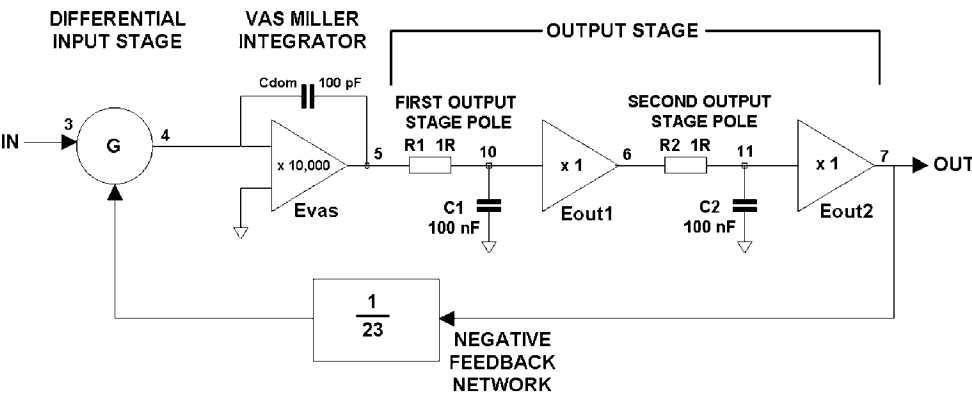 DIFFERENTIAL
INPUT STAGE
VAS MILLER
INTEGRATOR
OUTPUT STAGE
Cdom 100 pF
FIRST OUTPUT
STAGE POLE
SECOND OUTPUT
STAGE POLE
IN
3
G
4
x 10,000
Evas
5
R1 1R
10
C1
100 nF
x 1
Eout1
6
R2 1R
11
C2
100 nF
x 1
Eout2
7
OUT
1
23
NEGATIVE
FEEDBACK
NETWORK